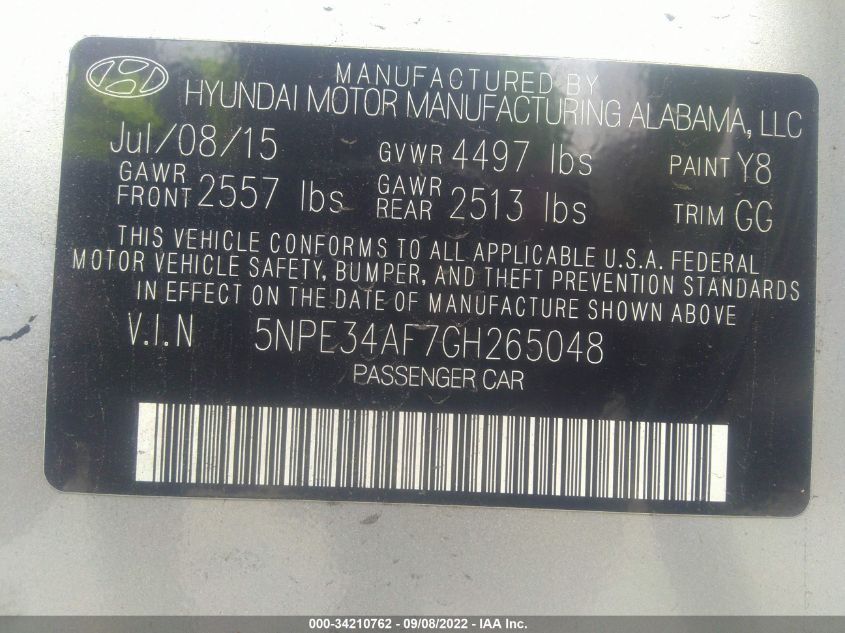 MANUFACTURED BY
HYUNDAI MOTOR MANUFACTURING ALABAMA, LLC
Jul/08/15 GVWR 4497 lbs PAINT Y8
GAWR FRONT 2557 lbs GAWR REAR 2513 lbs TRIM GG
THIS VEHICLE CONFORMS TO ALL APPLICABLE U.S.A. FEDERAL
MOTOR VEHICLE SAFETY, BUMPER, AND THEFT PREVENTION STANDARDS
IN EFFECT ON THE DATE OF MANUFACTURE SHOWN ABOVE
V.I.N 5NPE34AF7GH265048
PASSENGER CAR
000-34210762 - 09/08/2022 - IAA Inc.